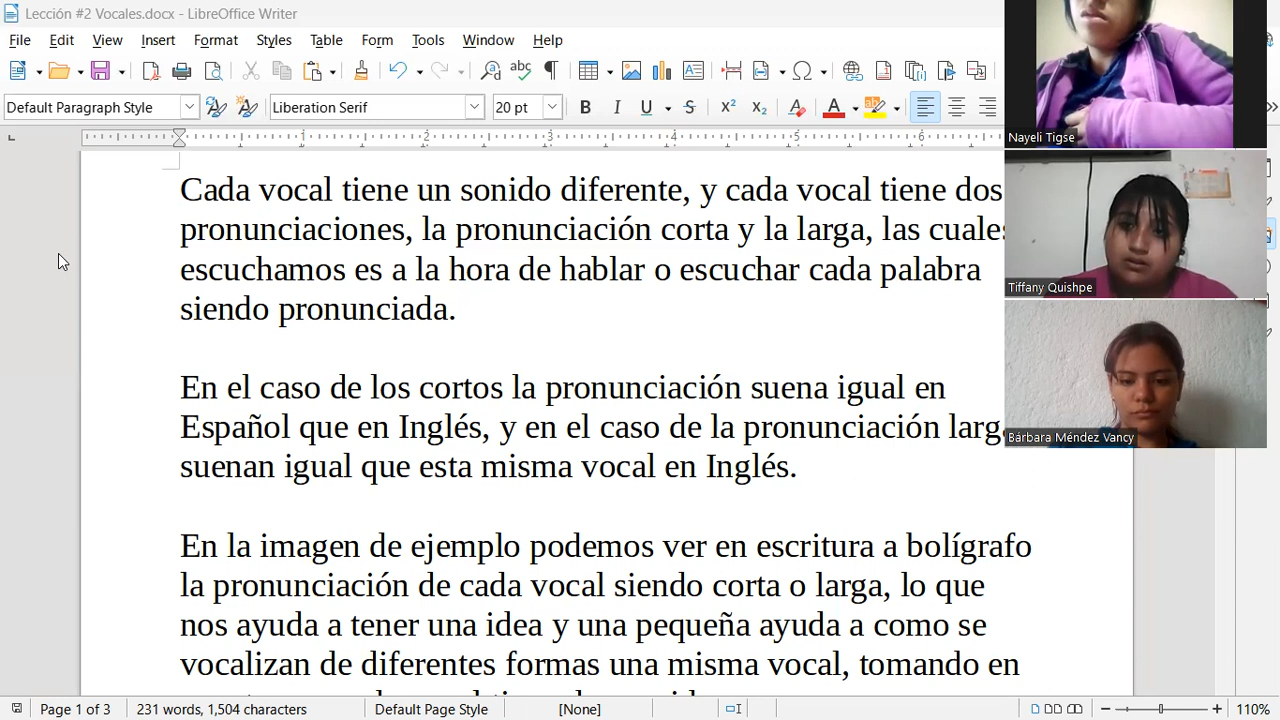 Lección #2 Vocales.docx - LibreOffice Writer
File Edit View Insert Format Styles Table Form Tools Window Help
Default Paragraph Style Liberation Serif 20 pt
Cada vocal tiene un sonido diferente, y cada vocal tiene dos
pronunciaciones, la pronunciación corta y la larga, las cuales
escuchamos es a la hora de hablar o escuchar cada palabra
siendo pronunciada.
En el caso de los cortos la pronunciación suena igual en
Español que en Inglés, y en el caso de la pronunciación larga
suenan igual que esta misma vocal en Inglés.
En la imagen de ejemplo podemos ver en escritura a bolígrafo
la pronunciación de cada vocal siendo corta o larga, lo que
nos ayuda a tener una idea y una pequeña ayuda a como se
vocalizan de diferentes formas una misma vocal, tomando en
Nayeli Tigse
Tiffany Quishpe
Bárbara Méndez Vancy
Page 1 of 3 231 words, 1,504 characters Default Page Style [None] 110%